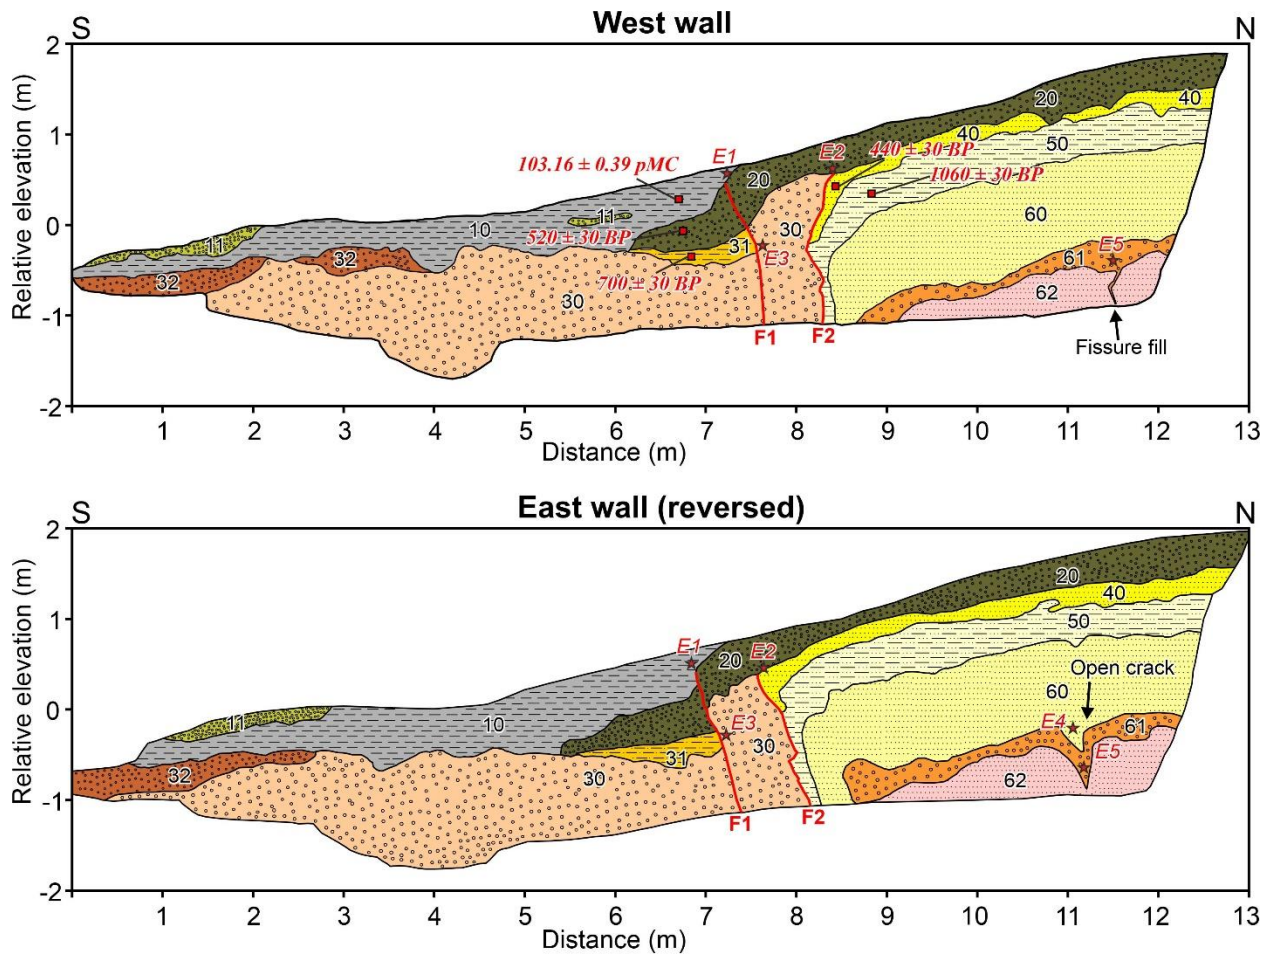 West wall
S
N
Relative elevation (m)
2
1
0
-1
-2
20
40
40
50
E1
E2
440 ± 30 BP
103.16 ± 0.39 pMC
1060 ± 30 BP
20
11
11
10
520 ± 30 BP
31
30
60
E3
E5
61
32
32
700 ± 30 BP
30
62
F1
F2
Fissure fill
1 2 3 4 5 6 7 8 9 10 11 12 13
Distance (m)
East wall (reversed)
S
N
Relative elevation (m)
2
1
0
-1
-2
20
40
50
E1
20
E2
Open crack
60
11
10
E3
30
E4
61
31
E5
32
30
62
F1
F2
1 2 3 4 5 6 7 8 9 10 11 12 13
Distance (m)